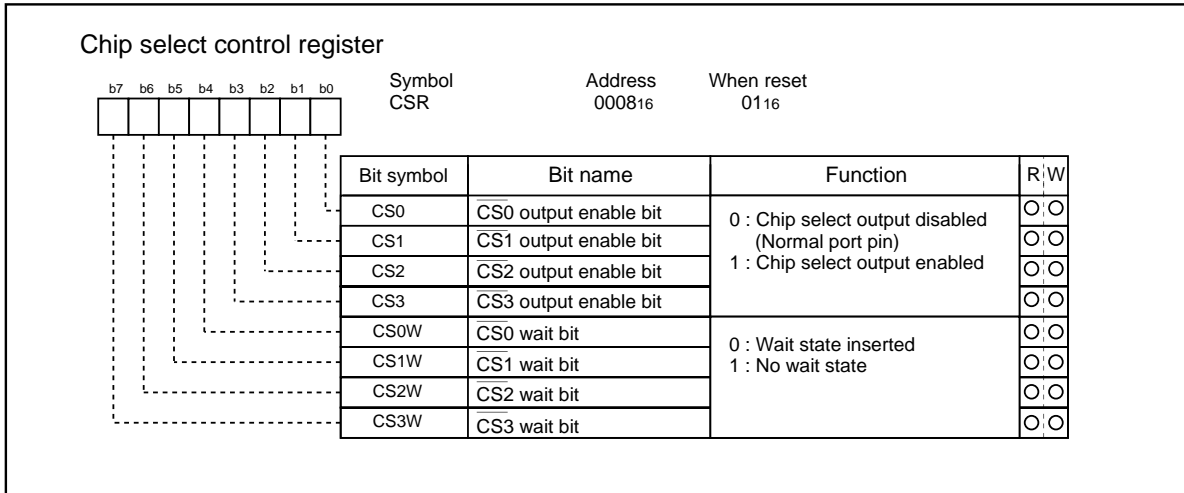 Chip select control register
Symbol Address When reset
CSR 000816 0116
b7 b6 b5 b4 b3 b2 b1 b0
Bit symbol Bit name Function R W
CS0 CS0 output enable bit
CS1 CS1 output enable bit
CS2 CS2 output enable bit
CS3 CS3 output enable bit
0 : Chip select output disabled
(Normal port pin)
1 : Chip select output enabled
CS0W CS0 wait bit
CS1W CS1 wait bit
CS2W CS2 wait bit
CS3W CS3 wait bit
0 : Wait state inserted
1 : No wait state